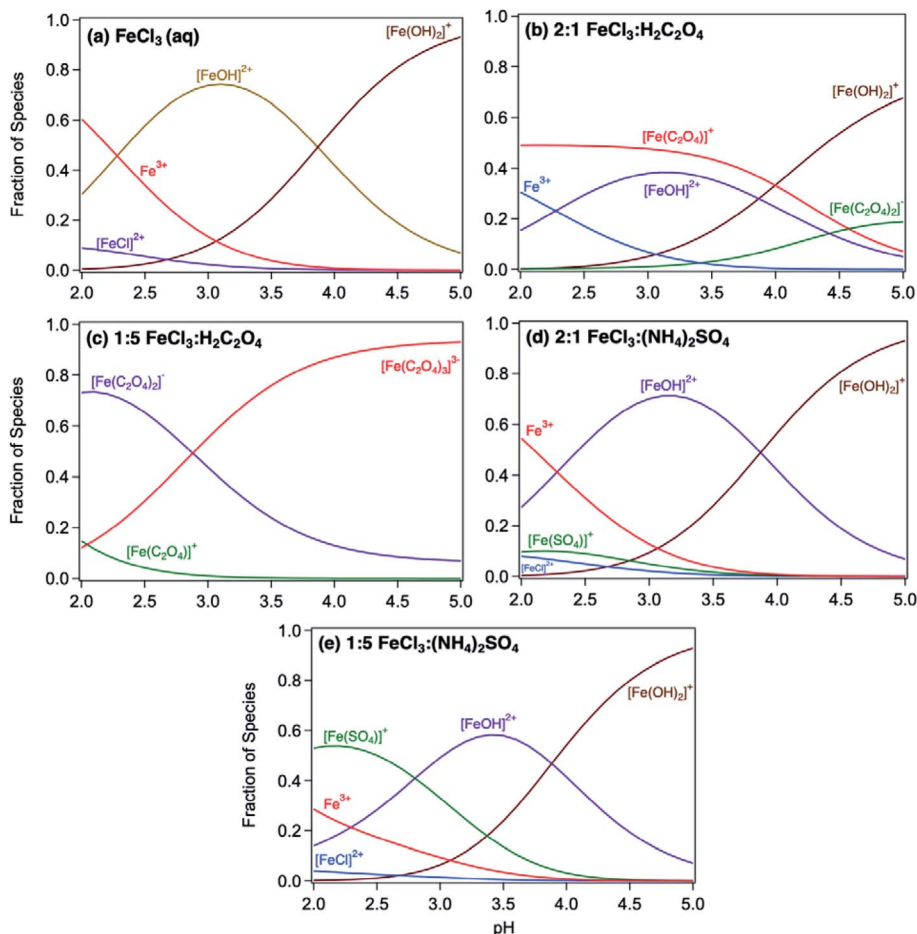 (a) FeCl₃ (aq)
[Fe(OH)₂]⁺
[FeOH]²⁺
Fe³⁺
[FeCl]²⁺
1.0
0.8
0.6
0.4
0.2
0.0
2.0 2.5 3.0 3.5 4.0 4.5 5.0
Fraction of Species
(b) 2:1 FeCl₃:H₂C₂O₄
[Fe(OH)₂]⁺
[Fe(C₂O₄)]⁺
Fe³⁺
[FeOH]²⁺
[Fe(C₂O₄)₂]⁻
1.0
0.8
0.6
0.4
0.2
0.0
2.0 2.5 3.0 3.5 4.0 4.5 5.0
(c) 1:5 FeCl₃:H₂C₂O₄
[Fe(C₂O₄)₃]³⁻
[Fe(C₂O₄)₂]⁻
[Fe(C₂O₄)]⁺
1.0
0.8
0.6
0.4
0.2
0.0
2.0 2.5 3.0 3.5 4.0 4.5 5.0
Fraction of Species
(d) 2:1 FeCl₃:(NH₄)₂SO₄
[FeOH]²⁺
[Fe(OH)₂]⁺
Fe³⁺
[Fe(SO₄)]⁺
[FeCl]²⁺
1.0
0.8
0.6
0.4
0.2
0.0
2.0 2.5 3.0 3.5 4.0 4.5 5.0
(e) 1:5 FeCl₃:(NH₄)₂SO₄
[Fe(OH)₂]⁺
[FeOH]²⁺
[Fe(SO₄)]⁺
Fe³⁺
[FeCl]²⁺
1.0
0.8
0.6
0.4
0.2
0.0
2.0 2.5 3.0 3.5 4.0 4.5 5.0
Fraction of Species
pH